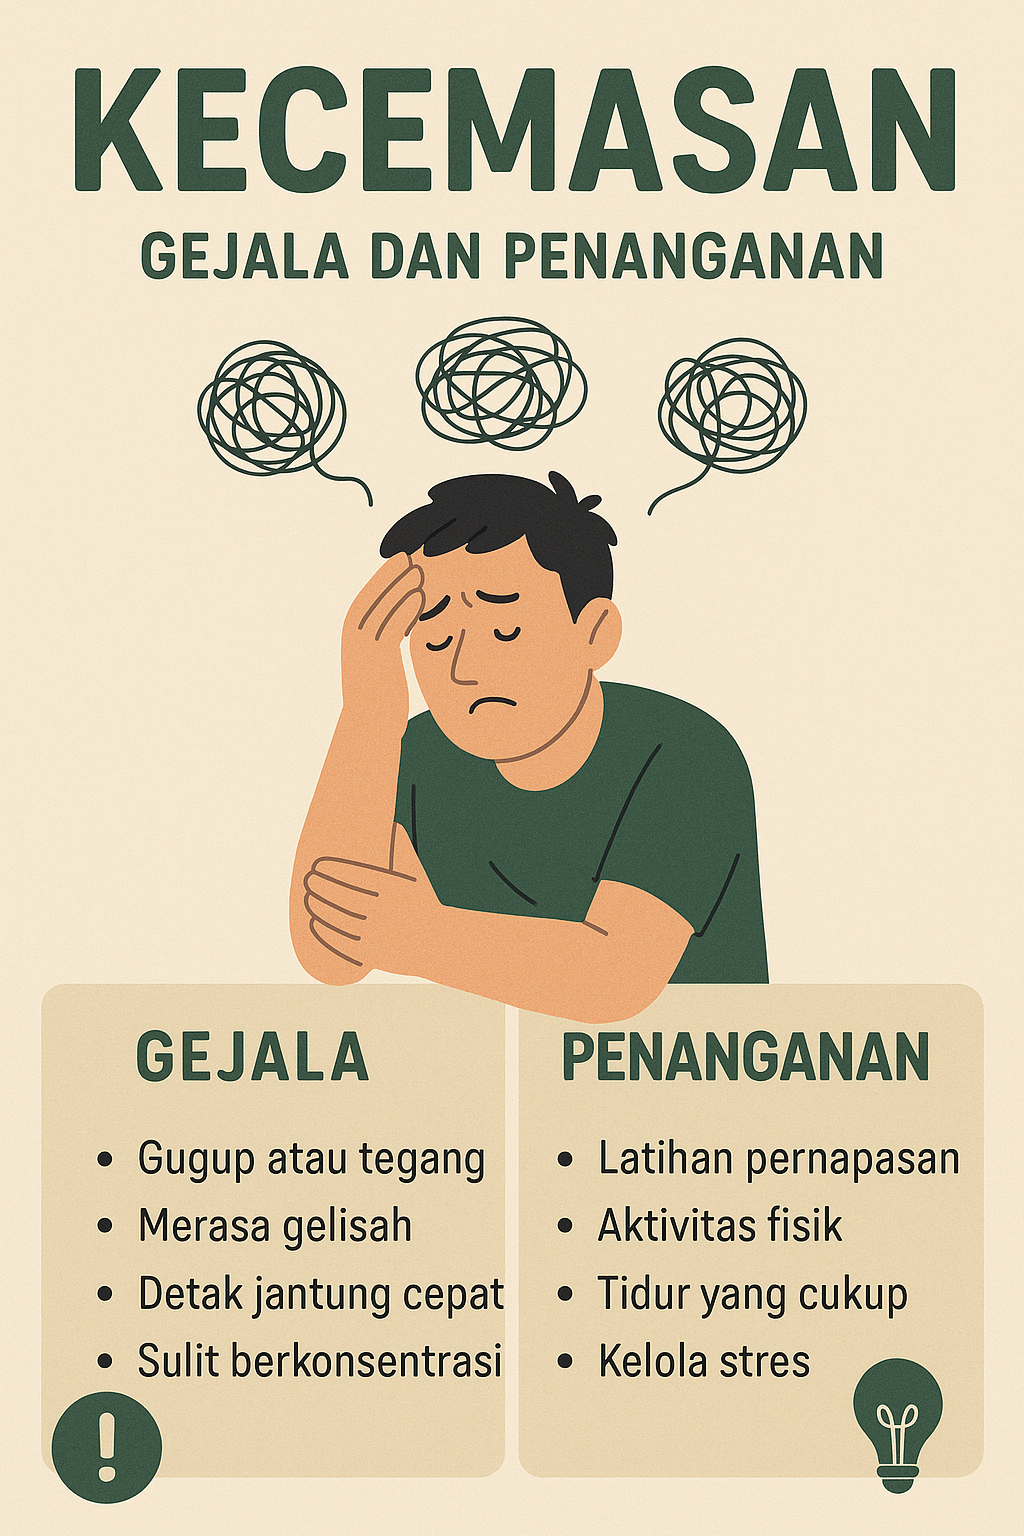 KECEMASAN
GEJALA DAN PENANGANAN
GEJALA
• Gugup atau tegang
• Merasa gelisah
• Detak jantung cepat
• Sulit berkonsentrasi
!
PENANGANAN
• Latihan pernapasan
• Aktivitas fisik
• Tidur yang cukup
• Kelola stres